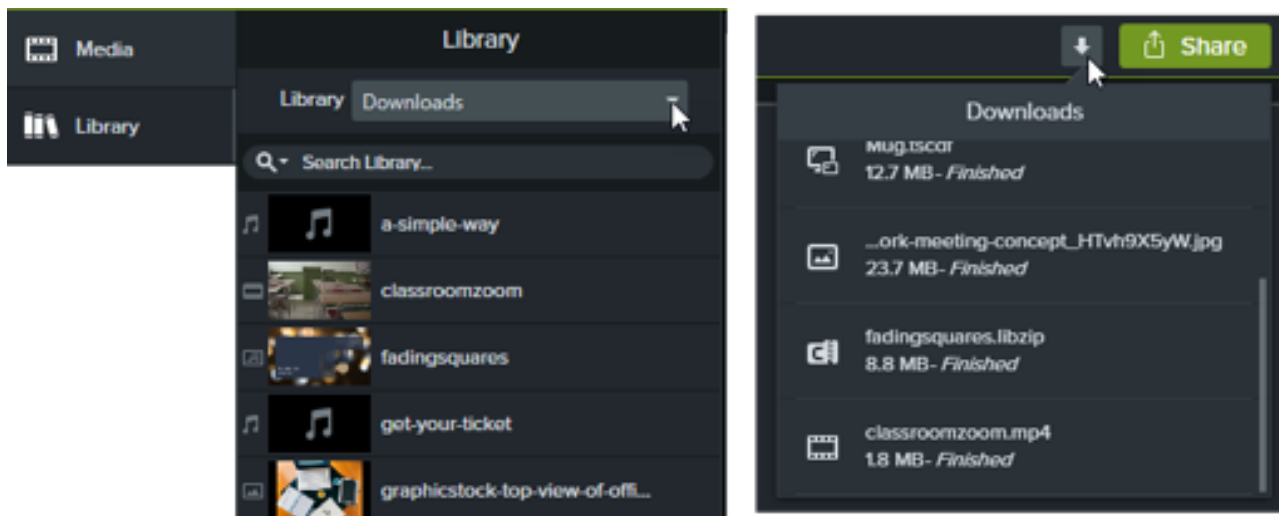 Media
Library
Library
Library Downloads
Search Library...
a-simple-way
classroomzoom
fadingsquares
get-your-ticket
graphicstock-top-view-of-offi...
Share
Downloads
Mug.tscdf
12.7 MB- Finished
...ork-meeting-concept_HTvh9X5yW.jpg
23.7 MB- Finished
fadingsquares.libzip
8.8 MB- Finished
classroomzoom.mp4
1.8 MB- Finished